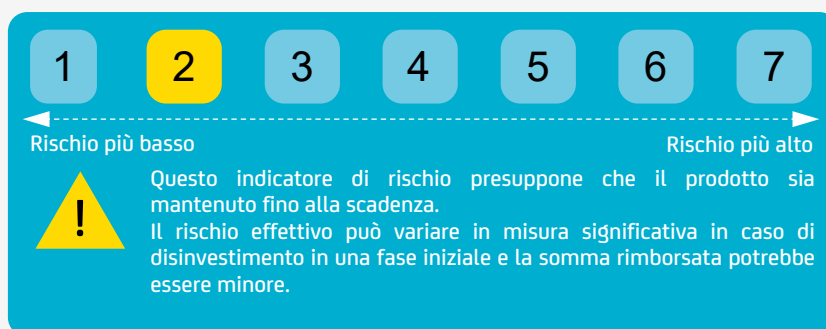 1 2 3 4 5 6 7
Rischio più basso Rischio più alto
Questo indicatore di rischio presuppone che il prodotto sia
mantenuto fino alla scadenza.
Il rischio effettivo può variare in misura significativa in caso di
disinvestimento in una fase iniziale e la somma rimborsata potrebbe
essere minore.
!